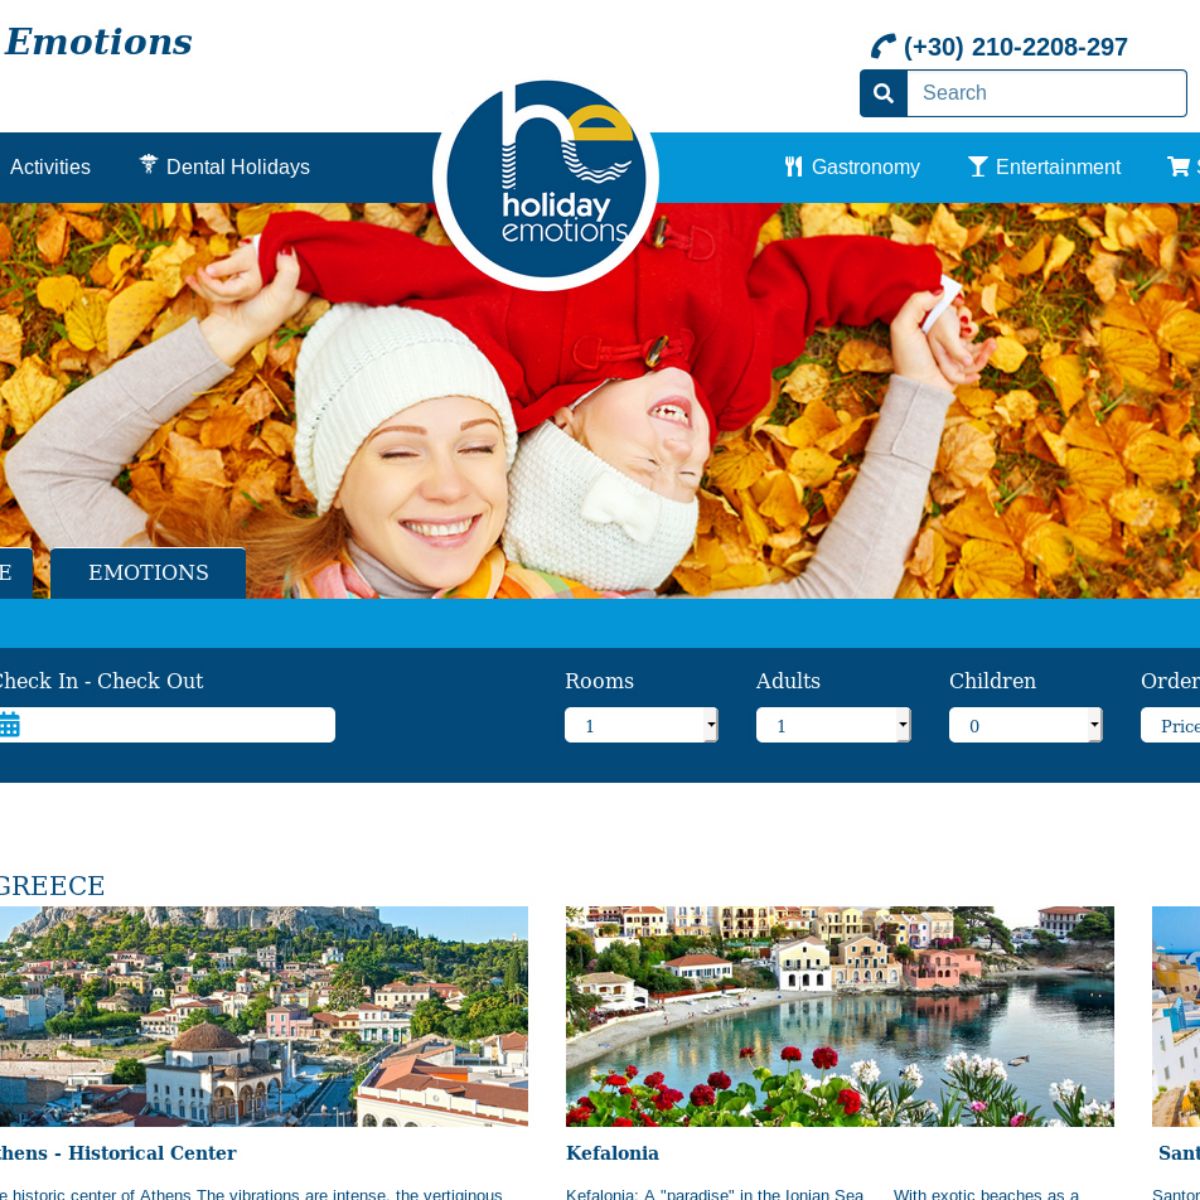 Emotions
(+30) 210-2208-297
Search
Activities
Dental Holidays
Gastronomy
Entertainment
he
holiday
emotions
E
EMOTIONS
Check In - Check Out
Rooms
Adults
Children
Order
1
1
0
Price
GREECE
thens - Historical Center
Kefalonia
Sant
e historic center of Athens The vibrations are intense, the vertiginous
Kefalonia: A "paradise" in the Ionian Sea
With exotic beaches as a
Santor